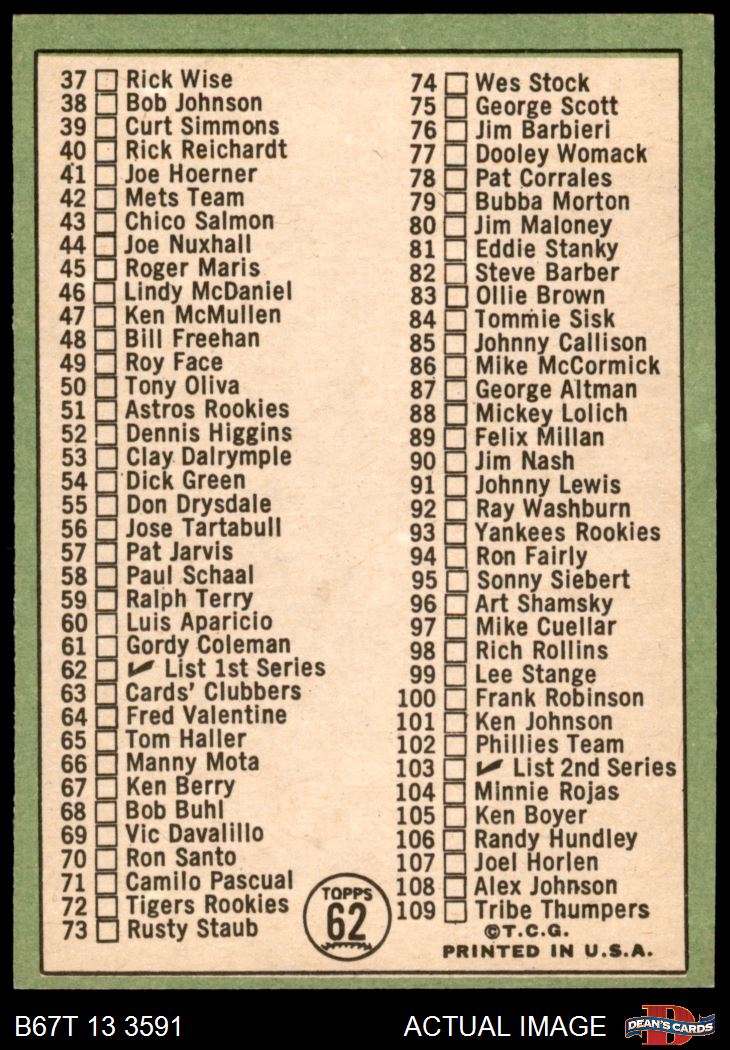 37 Rick Wise
38 Bob Johnson
39 Curt Simmons
40 Rick Reichardt
41 Joe Hoerner
42 Mets Team
43 Chico Salmon
44 Joe Nuxhall
45 Roger Maris
46 Lindy McDaniel
47 Ken McMullen
48 Bill Freehan
49 Roy Face
50 Tony Oliva
51 Astros Rookies
52 Dennis Higgins
53 Clay Dalrymple
54 Dick Green
55 Don Drysdale
56 Jose Tartabull
57 Pat Jarvis
58 Paul Schaal
59 Ralph Terry
60 Luis Aparicio
61 Gordy Coleman
62 ✓ List 1st Series
63 Cards' Clubbers
64 Fred Valentine
65 Tom Haller
66 Manny Mota
67 Ken Berry
68 Bob Buhl
69 Vic Davalillo
70 Ron Santo
71 Camilo Pascual
72 Tigers Rookies
73 Rusty Staub
TOPPS
62
74 Wes Stock
75 George Scott
76 Jim Barbieri
77 Dooley Womack
78 Pat Corrales
79 Bubba Morton
80 Jim Maloney
81 Eddie Stanky
82 Steve Barber
83 Ollie Brown
84 Tommie Sisk
85 Johnny Callison
86 Mike McCormick
87 George Altman
88 Mickey Lolich
89 Felix Millan
90 Jim Nash
91 Johnny Lewis
92 Ray Washburn
93 Yankees Rookies
94 Ron Fairly
95 Sonny Siebert
96 Art Shamsky
97 Mike Cuellar
98 Rich Rollins
99 Lee Stange
100 Frank Robinson
101 Ken Johnson
102 Phillies Team
103 ✓ List 2nd Series
104 Minnie Rojas
105 Ken Boyer
106 Randy Hundley
107 Joel Horlen
108 Alex Johnson
109 Tribe Thumpers
©T.C.G.
PRINTED IN U.S.A.
B67T 13 3591
ACTUAL IMAGE
D
DEAN'S CARDS